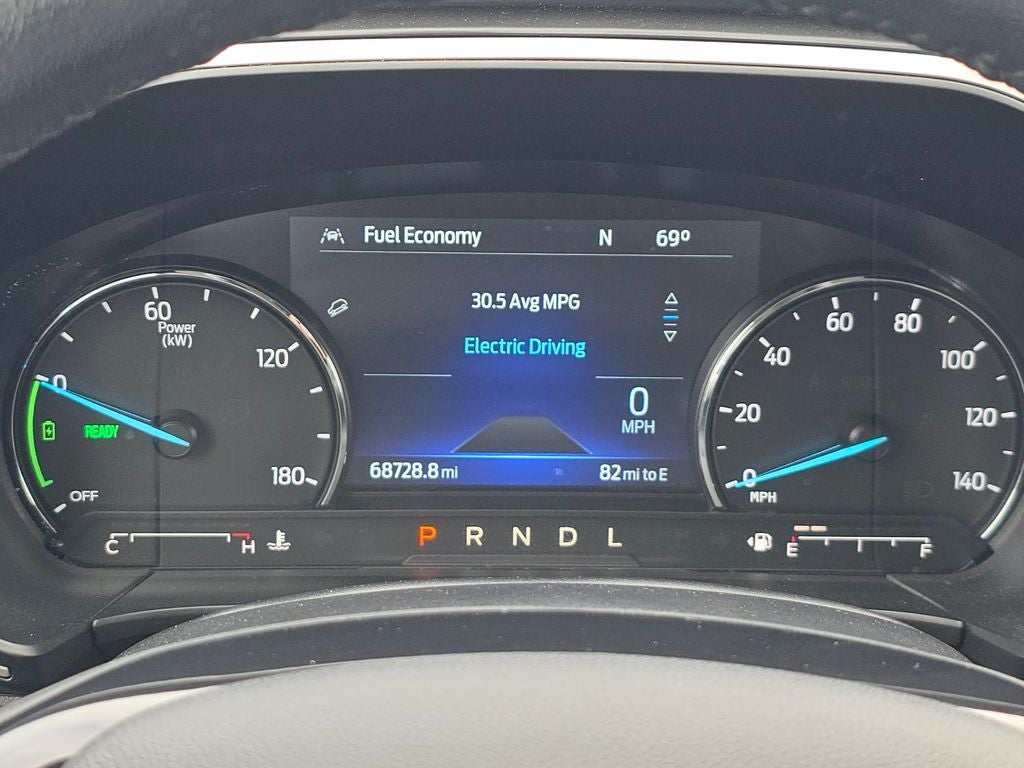 Fuel Economy N 69º
30.5 Avg MPG
Electric Driving
0
MPH
68728.8 mi 82 mi to E
60
Power
(kW)
0 120
READY
180
OFF
60 80
40 100
20 120
0 140
MPH
C H
P R N D L
E F